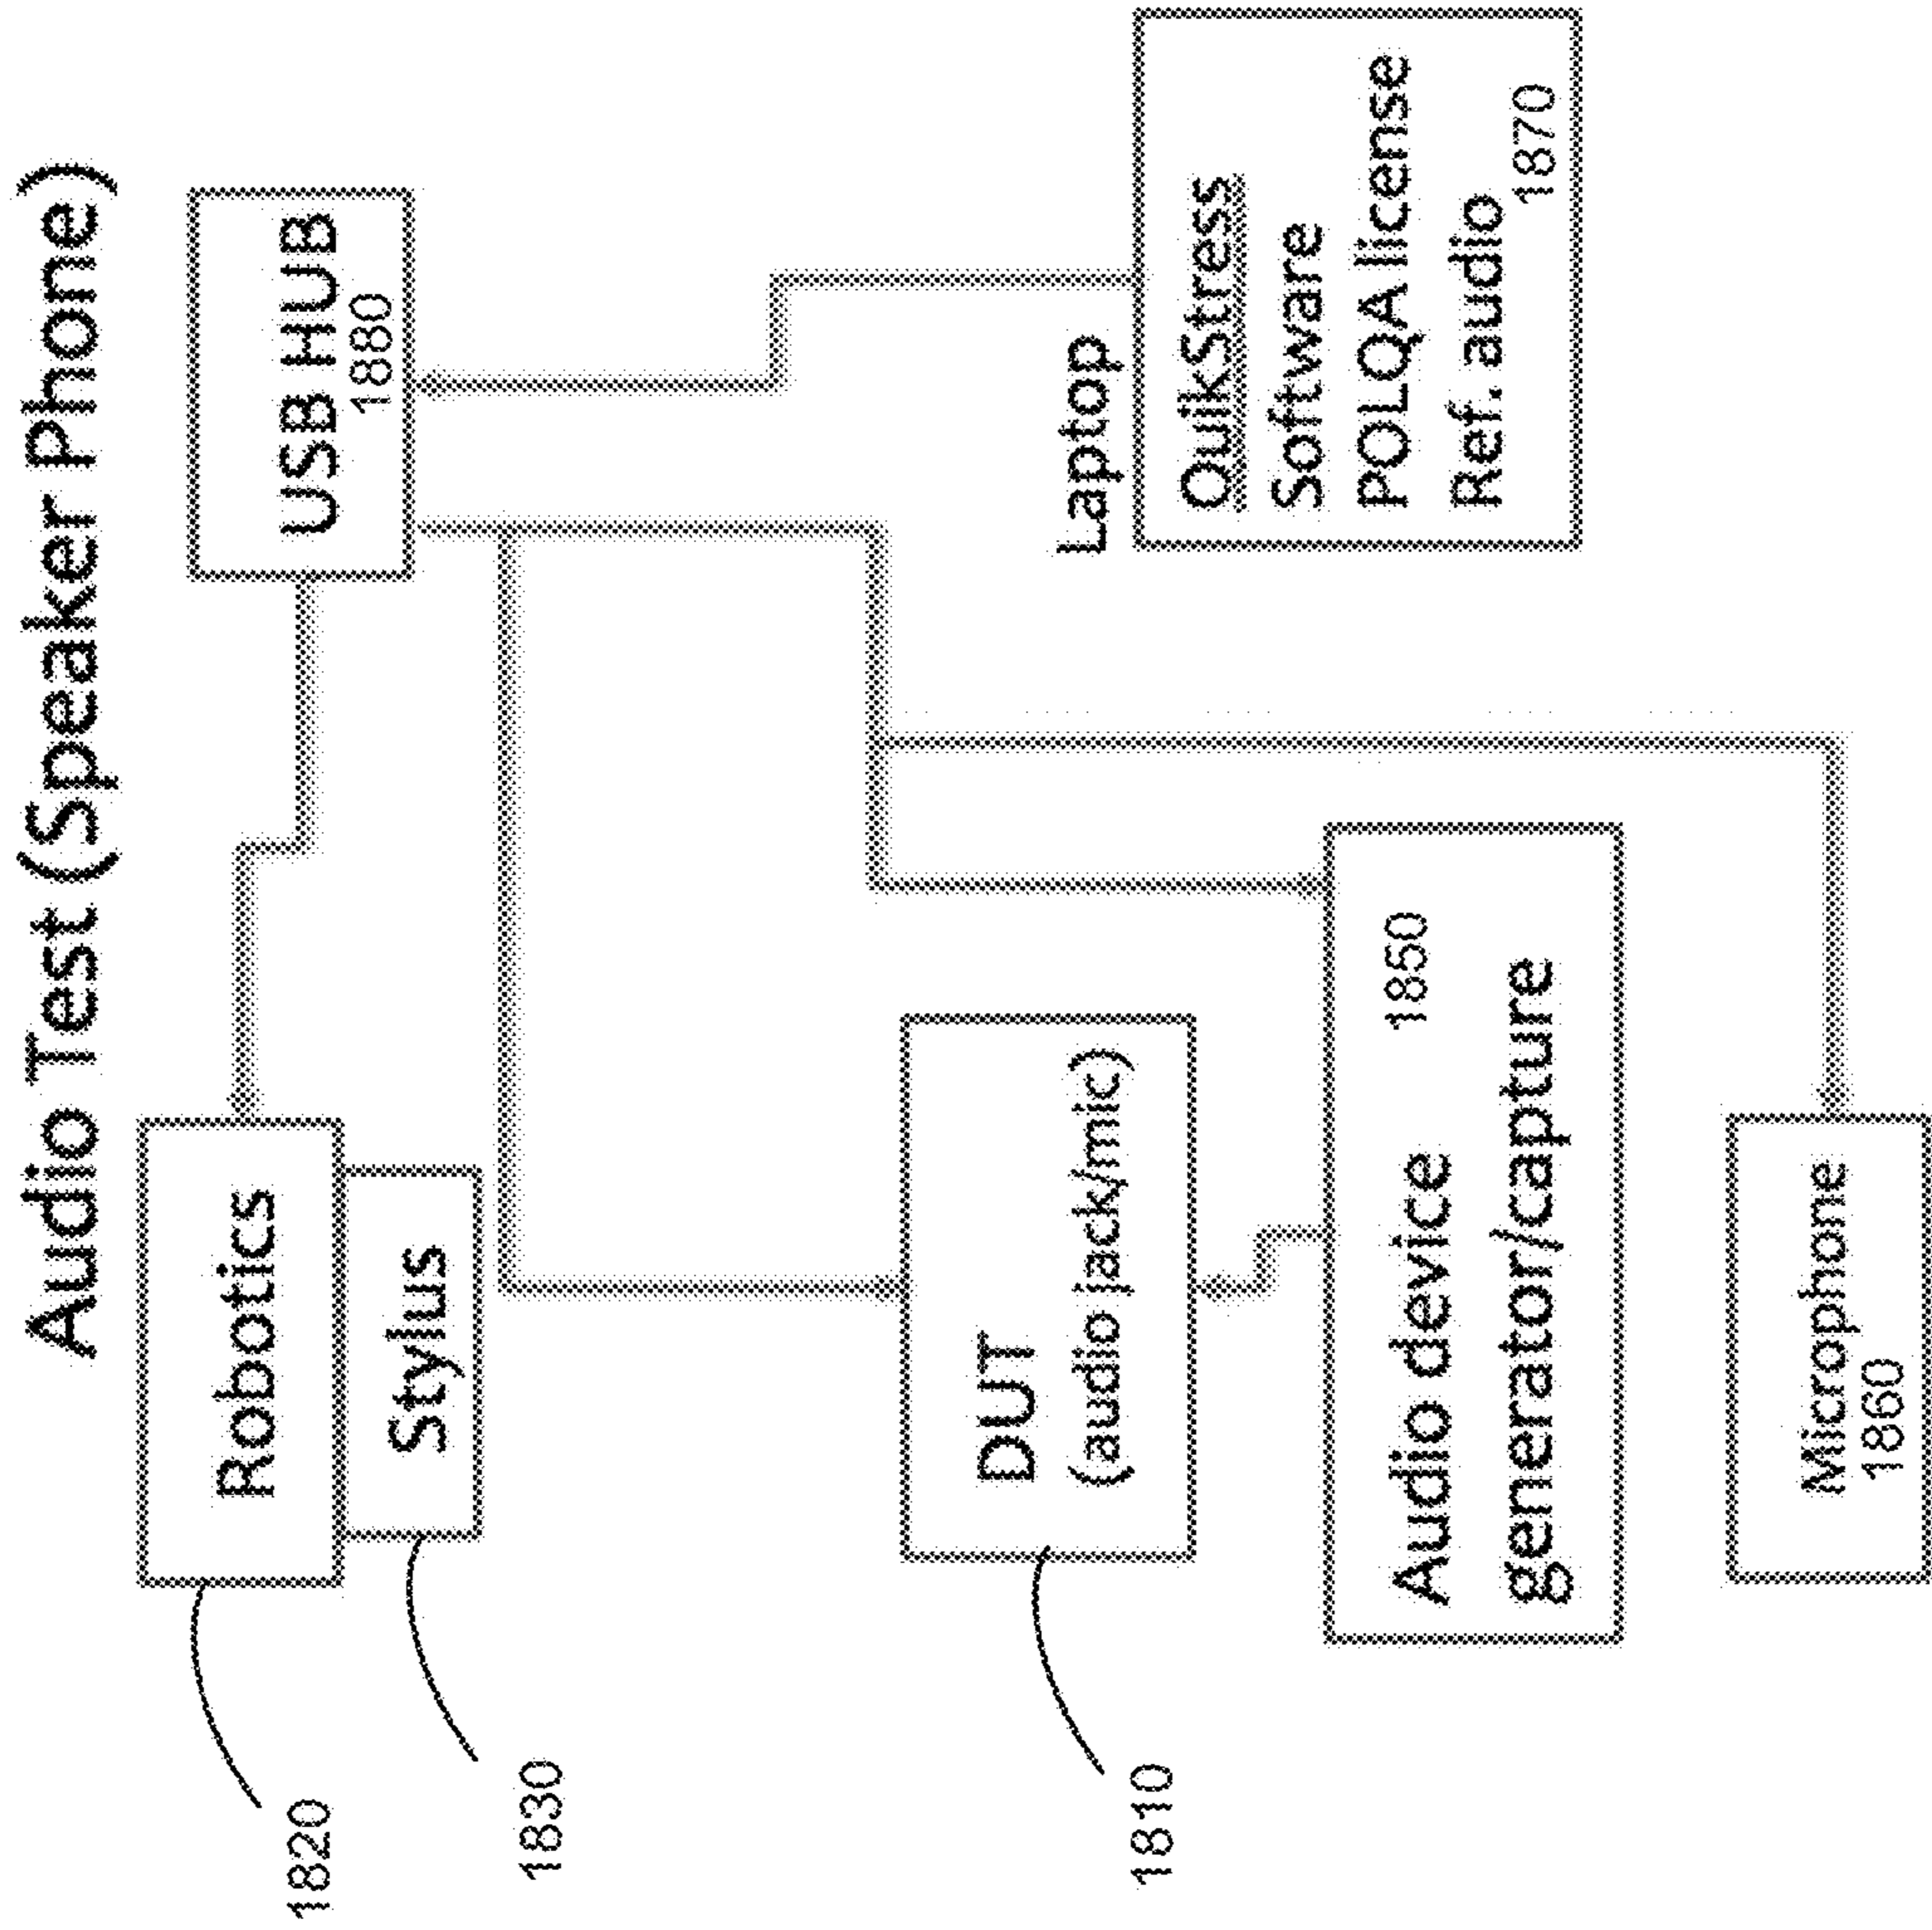 Audio Test (Speaker Phone)
1820
Robotics
USB HUB
1880
1830
Stylus
1810
DUT
(audio jack/mic)
Laptop
QuikStress
Software
POLQA license
Ref. audio
1870
Audio device
1850
generator/capture
Microphone
1860